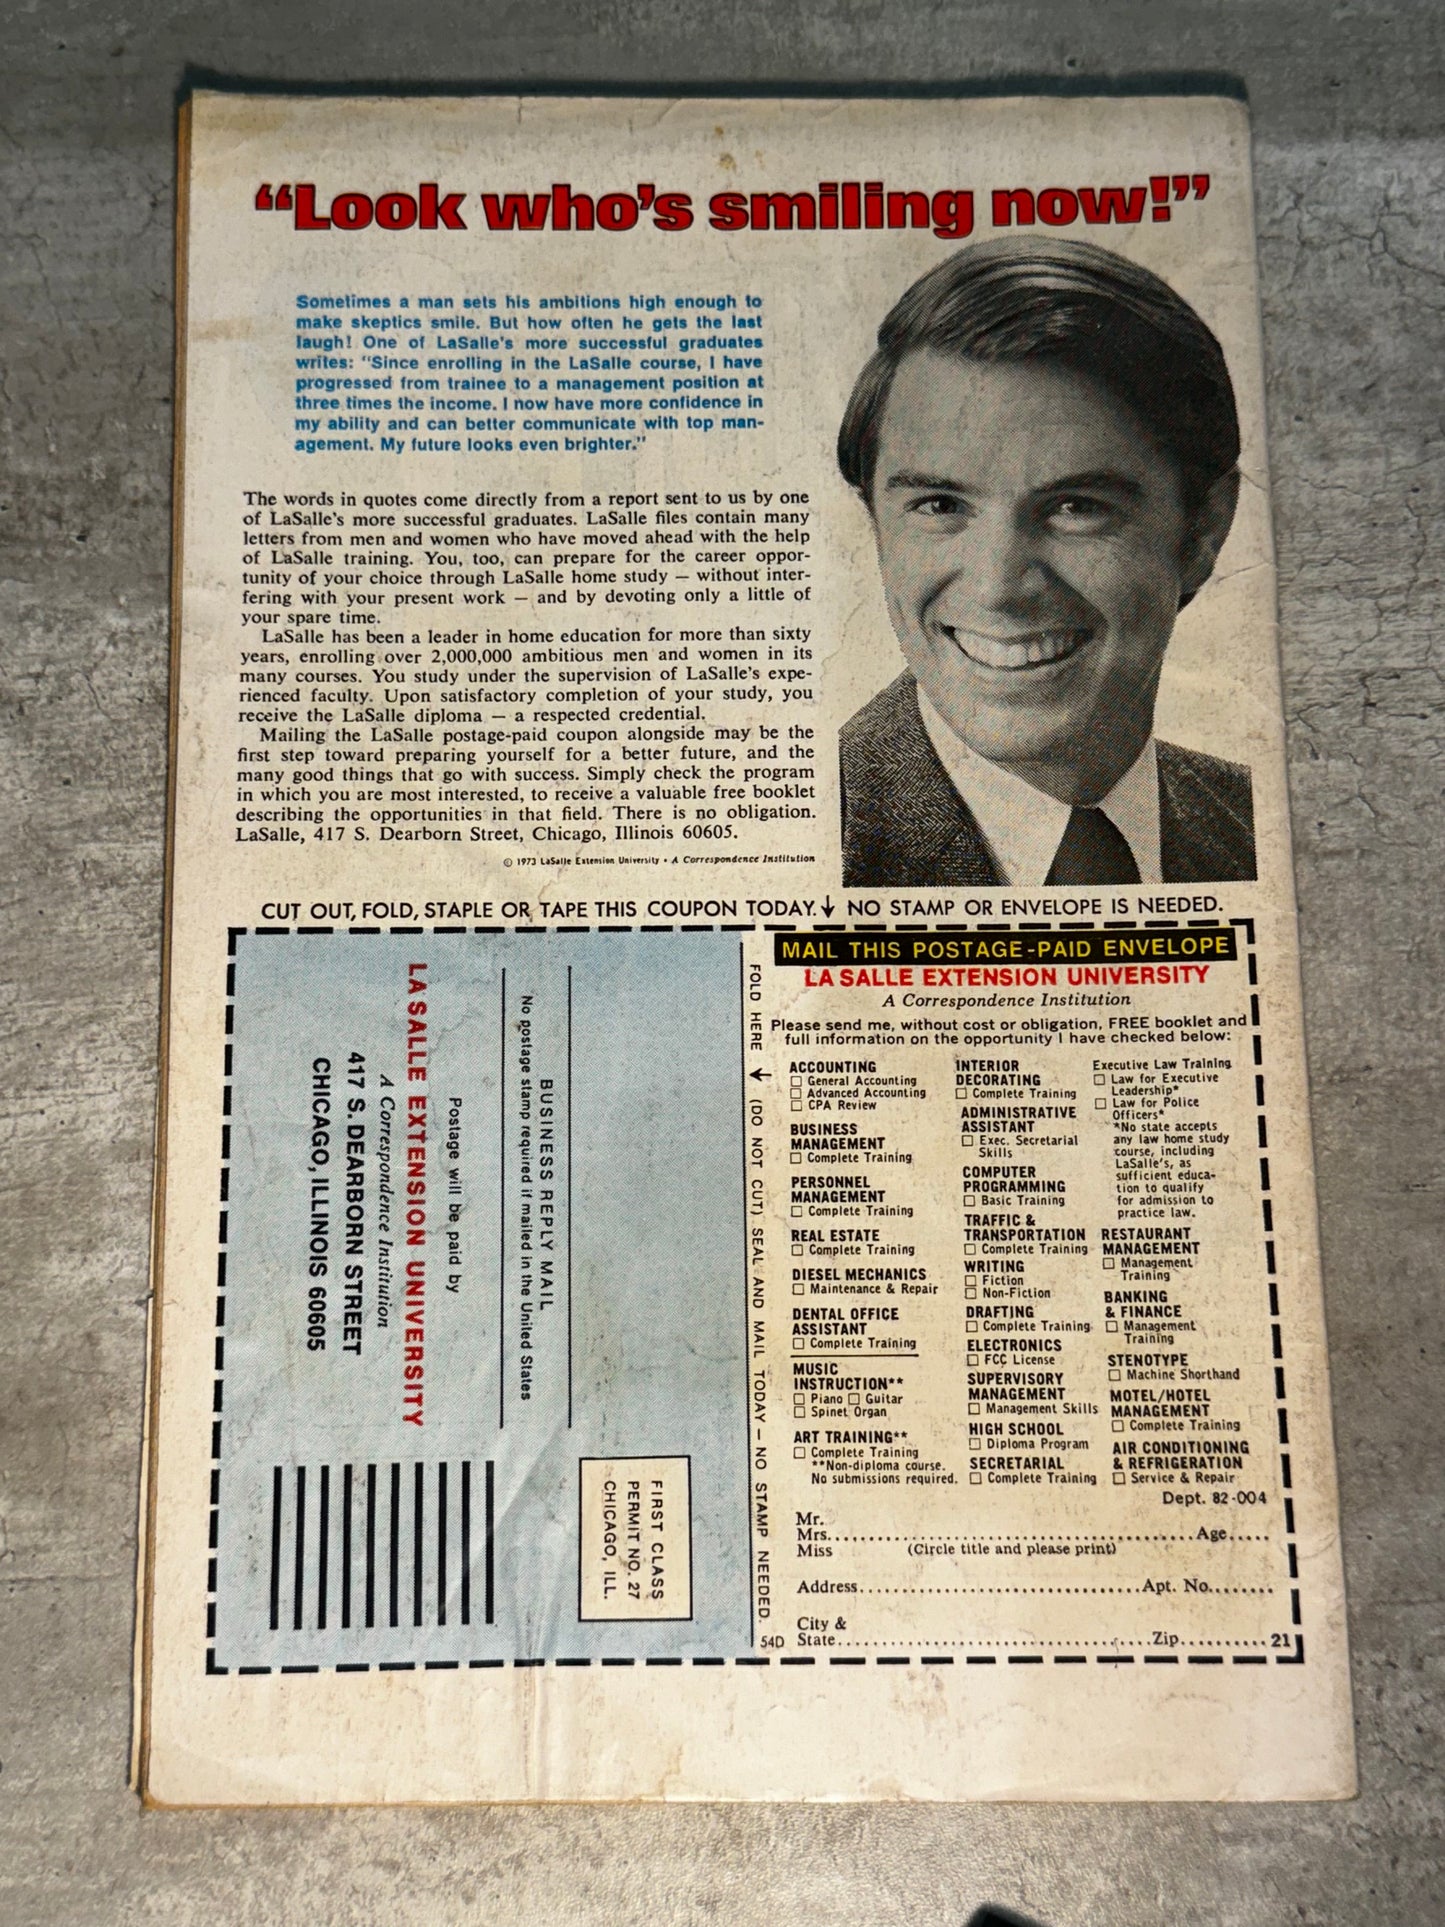 “Look who’s smiling now!”
Sometimes a man sets his ambitions high enough to
make skeptics smile. But how often he gets the last
laugh! One of LaSalle's more successful graduates
writes: "Since enrolling in the LaSalle course, I have
progressed from trainee to a management position at
three times the income. I now have more confidence in
my ability and can better communicate with top man-
agement. My future looks even brighter."
The words in quotes come directly from a report sent to us by one
of LaSalle's more successful graduates. LaSalle files contain many
letters from men and women who have moved ahead with the help
of LaSalle training. You, too, can prepare for the career oppor-
tunity of your choice through LaSalle home study — without inter-
fering with your present work — and by devoting only a little of
your spare time.
LaSalle has been a leader in home education for more than sixty
years, enrolling over 2,000,000 ambitious men and women in its
many courses. You study under the supervision of LaSalle's expe-
rienced faculty. Upon satisfactory completion of your study, you
receive the LaSalle diploma — a respected credential.
Mailing the LaSalle postage-paid coupon alongside may be the
first step toward preparing yourself for a better future, and the
many good things that go with success. Simply check the program
in which you are most interested, to receive a valuable free booklet
describing the opportunities in that field. There is no obligation.
LaSalle, 417 S. Dearborn Street, Chicago, Illinois 60605.
© 1973 LaSalle Extension University • A Correspondence Institution
CUT OUT, FOLD, STAPLE OR TAPE THIS COUPON TODAY. ↓ NO STAMP OR ENVELOPE IS NEEDED.
FIRST CLASS
PERMIT NO. 27
CHICAGO, ILL.
BUSINESS REPLY MAIL
No postage stamp required if mailed in the United States
Postage will be paid by
LA SALLE EXTENSION UNIVERSITY
A Correspondence Institution
417 S. DEARBORN STREET
CHICAGO, ILLINOIS 60605
FOLD HERE ↓ (DO NOT CUT) SEAL AND MAIL TODAY — NO STAMP NEEDED.
MAIL THIS POSTAGE-PAID ENVELOPE
LA SALLE EXTENSION UNIVERSITY
A Correspondence Institution
Please send me, without cost or obligation, FREE booklet and
full information on the opportunity I have checked below:
ACCOUNTING
☐ General Accounting
☐ Advanced Accounting
☐ CPA Review
BUSINESS
MANAGEMENT
☐ Complete Training
PERSONNEL
MANAGEMENT
☐ Complete Training
REAL ESTATE
☐ Complete Training
DIESEL MECHANICS
☐ Maintenance & Repair
DENTAL OFFICE
ASSISTANT
☐ Complete Training
MUSIC
INSTRUCTION**
☐ Piano ☐ Guitar
☐ Spinet Organ
ART TRAINING**
☐ Complete Training
**Non-diploma course.
No submissions required.
INTERIOR
DECORATING
☐ Complete Training
ADMINISTRATIVE
ASSISTANT
☐ Exec. Secretarial
Skills
COMPUTER
PROGRAMMING
☐ Basic Training
TRAFFIC &
TRANSPORTATION
☐ Complete Training
WRITING
☐ Fiction
☐ Non-Fiction
DRAFTING
☐ Complete Training
ELECTRONICS
☐ FCC License
SUPERVISORY
MANAGEMENT
☐ Management Skills
HIGH SCHOOL
☐ Diploma Program
SECRETARIAL
☐ Complete Training
Executive Law Training
☐ Law for Executive
Leadership*
☐ Law for Police
Officers*
*No state accepts
any law home study
course, including
LaSalle's, as
sufficient educa-
tion to qualify
for admission to
practice law.
RESTAURANT
MANAGEMENT
☐ Management
Training
BANKING
& FINANCE
☐ Management
Training
STENOTYPE
☐ Machine Shorthand
MOTEL/HOTEL
MANAGEMENT
☐ Complete Training
AIR CONDITIONING
& REFRIGERATION
☐ Service & Repair
Dept. 82-004
Mr.
Mrs. Age
Miss (Circle title and please print)
Address Apt. No.
City &
54D State Zip 21